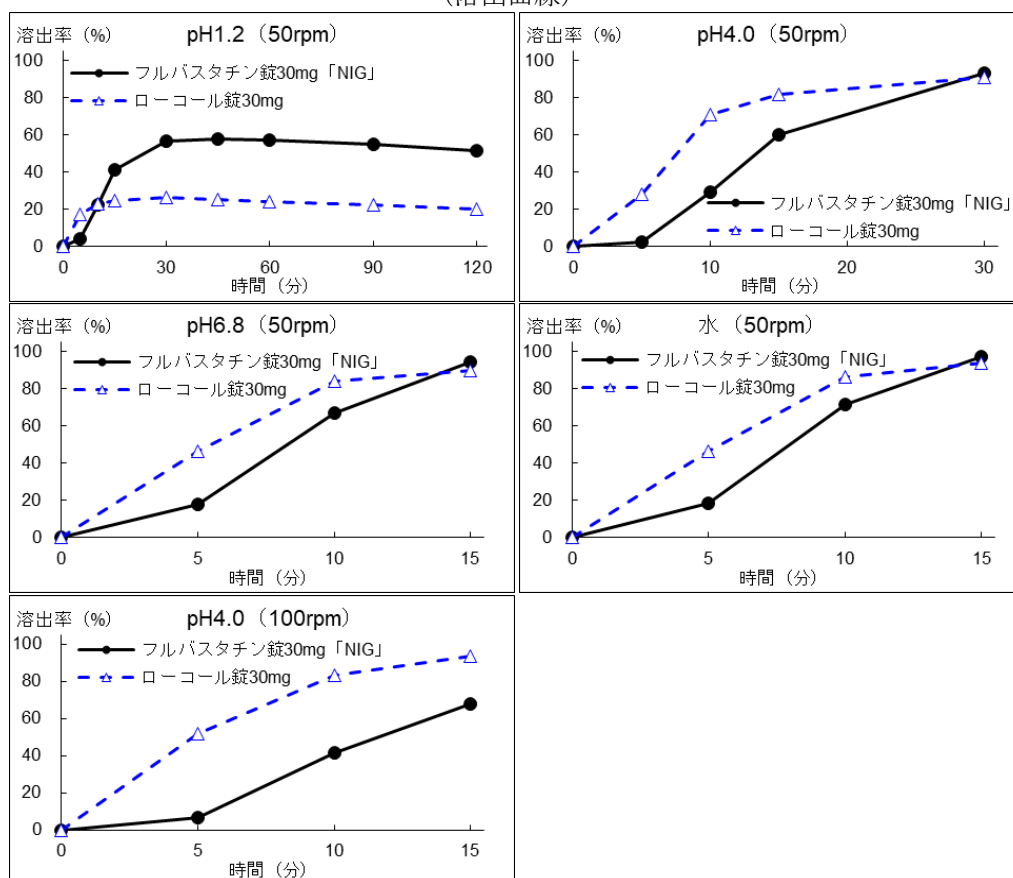 (溶出曲線)
溶出率 (%) pH1.2（50rpm）
フルバスタチン錠30mg「NIG」
ローコール錠30mg
100
80
60
40
20
0
0 30 60 90 120
時間（分）
溶出率 (%) pH4.0（50rpm）
100
80
60
40
20
0
フルバスタチン錠30mg「NIG」
ローコール錠30mg
0 10 20 30
時間（分）
溶出率 (%) pH6.8（50rpm）
フルバスタチン錠30mg「NIG」
ローコール錠30mg
100
80
60
40
20
0
0 5 10 15
時間（分）
溶出率 (%) 水（50rpm）
フルバスタチン錠30mg「NIG」
ローコール錠30mg
100
80
60
40
20
0
0 5 10 15
時間（分）
溶出率 (%) pH4.0（100rpm）
フルバスタチン錠30mg「NIG」
ローコール錠30mg
100
80
60
40
20
0
0 5 10 15
時間（分）